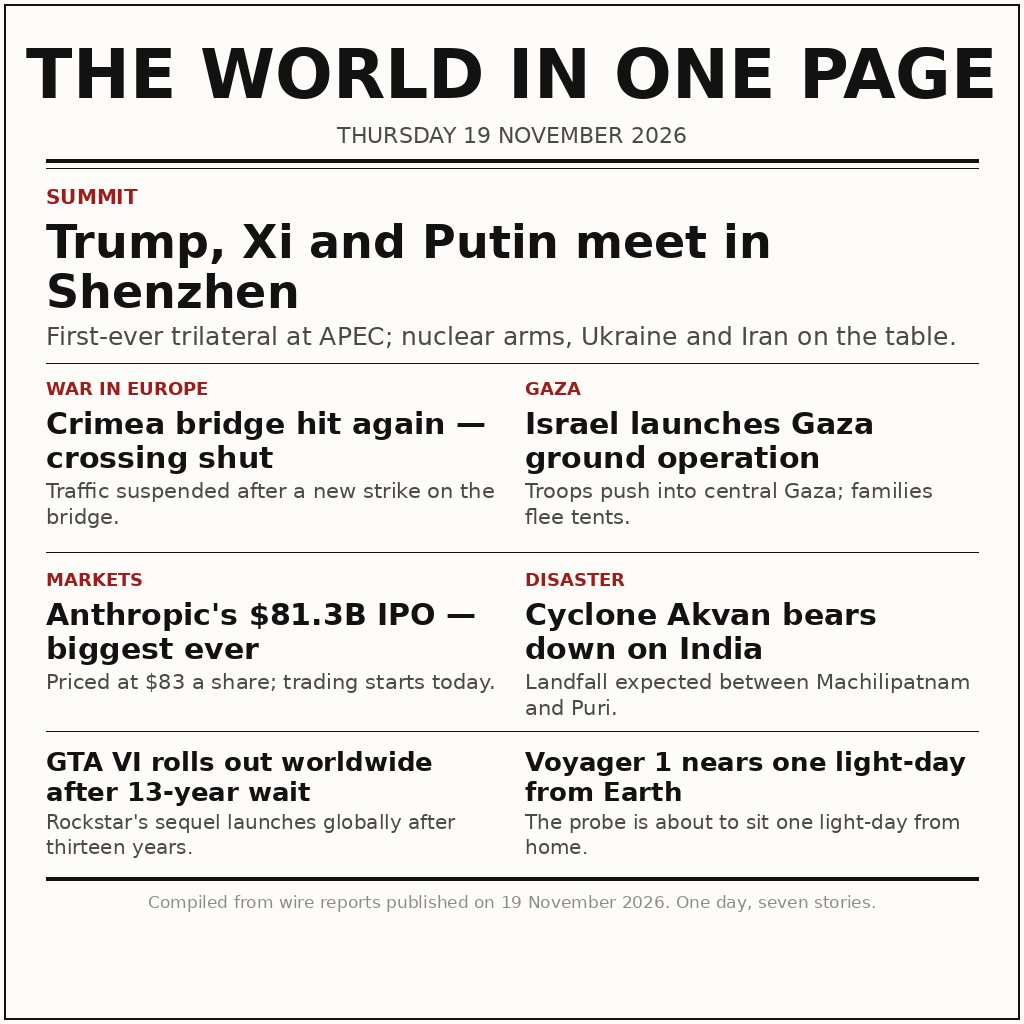 THE WORLD IN ONE PAGE
THURSDAY 19 NOVEMBER 2026
SUMMIT
Trump, Xi and Putin meet in
Shenzhen
First-ever trilateral at APEC; nuclear arms, Ukraine and Iran on the table.
WAR IN EUROPE
Crimea bridge hit again —
crossing shut
Traffic suspended after a new strike on the
bridge.
GAZA
Israel launches Gaza
ground operation
Troops push into central Gaza; families
flee tents.
MARKETS
Anthropic's $81.3B IPO —
biggest ever
Priced at $83 a share; trading starts today.
DISASTER
Cyclone Akvan bears
down on India
Landfall expected between Machilipatnam
and Puri.
GTA VI rolls out worldwide
after 13-year wait
Rockstar's sequel launches globally after
thirteen years.
Voyager 1 nears one light-day
from Earth
The probe is about to sit one light-day from
home.
Compiled from wire reports published on 19 November 2026. One day, seven stories.